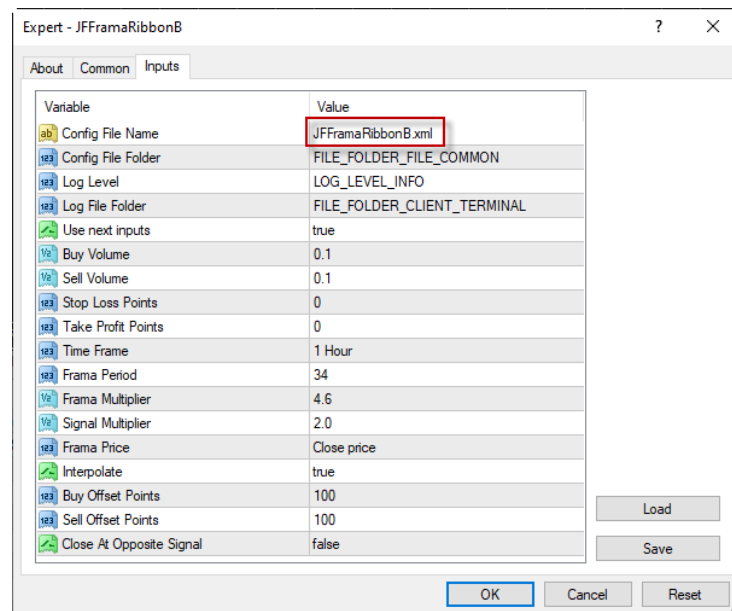 Expert - JFFramaRibbonB
About Common Inputs
Variable Value
Config File Name JFFramaRibbonB.xml
Config File Folder FILE_FOLDER_FILE_COMMON
Log Level LOG_LEVEL_INFO
Log File Folder FILE_FOLDER_CLIENT_TERMINAL
Use next inputs true
Buy Volume 0.1
Sell Volume 0.1
Stop Loss Points 0
Take Profit Points 0
Time Frame 1 Hour
Frama Period 34
Frama Multiplier 4.6
Signal Multiplier 2.0
Frama Price Close price
Interpolate true
Buy Offset Points 100
Sell Offset Points 100
Close At Opposite Signal false
Load
Save
OK Cancel Reset